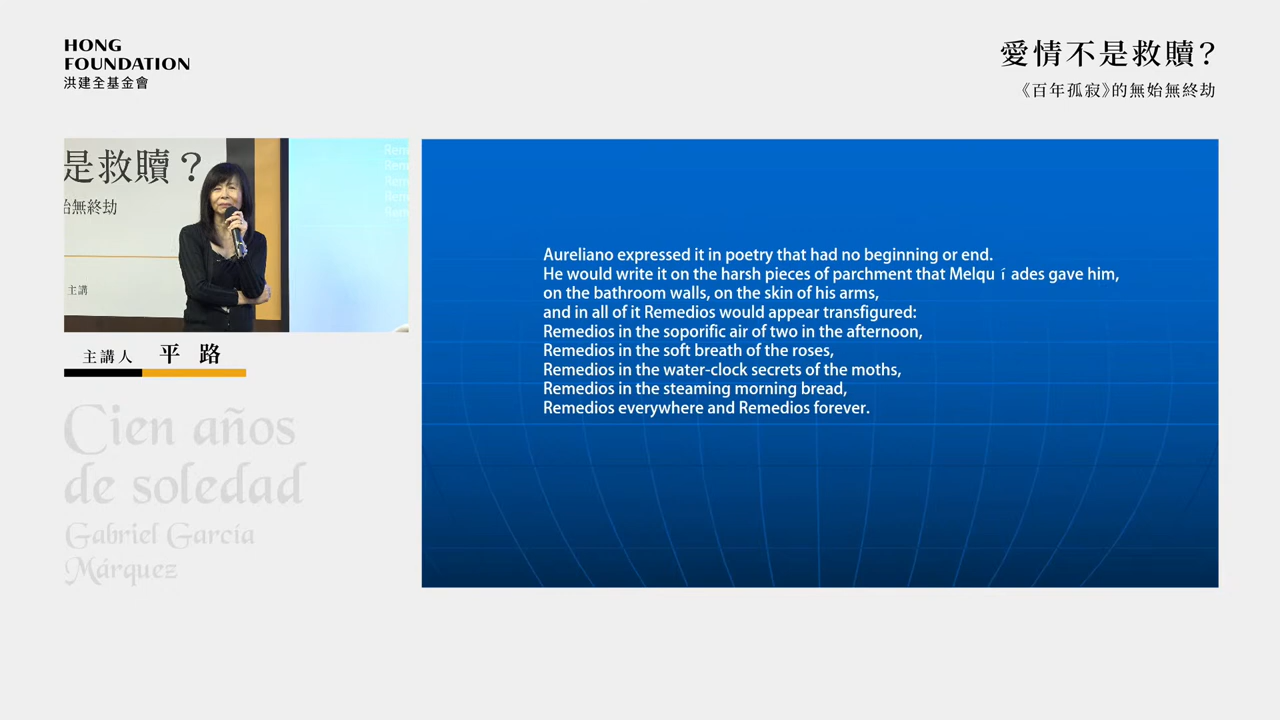 HONG
FOUNDATION
洪建全基金會
愛情不是救贖?
《百年孤寂》的無始無終劫
是救贖?
始無終劫
主講
Rem
Rem
Rem
Rem
Rem
主講人 平 路
Cien años
de soledad
Gabriel García
Márquez
Aureliano expressed it in poetry that had no beginning or end.
He would write it on the harsh pieces of parchment that Melqu í ades gave him,
on the bathroom walls, on the skin of his arms,
and in all of it Remedios would appear transfigured:
Remedios in the soporific air of two in the afternoon,
Remedios in the soft breath of the roses,
Remedios in the water-clock secrets of the moths,
Remedios in the steaming morning bread,
Remedios everywhere and Remedios forever.